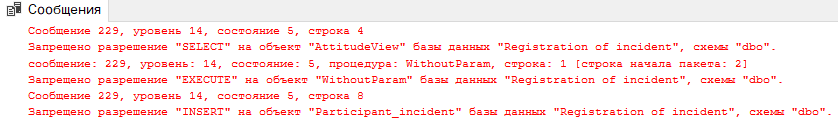 Сообщения
Сообщение 229, уровень 14, состояние 5, строка 4
Запрещено разрешение "SELECT" на объект "AttitudeView" базы данных "Registration of incident", схемы "dbo".
сообщение: 229, уровень: 14, состояние: 5, процедура: WithoutParam, строка: 1 [строка начала пакета: 2]
Запрещено разрешение "EXECUTE" на объект "WithoutParam" базы данных "Registration of incident", схемы "dbo".
Сообщение 229, уровень 14, состояние 5, строка 8
Запрещено разрешение "INSERT" на объект "Participant_incident" базы данных "Registration of incident", схемы "dbo".